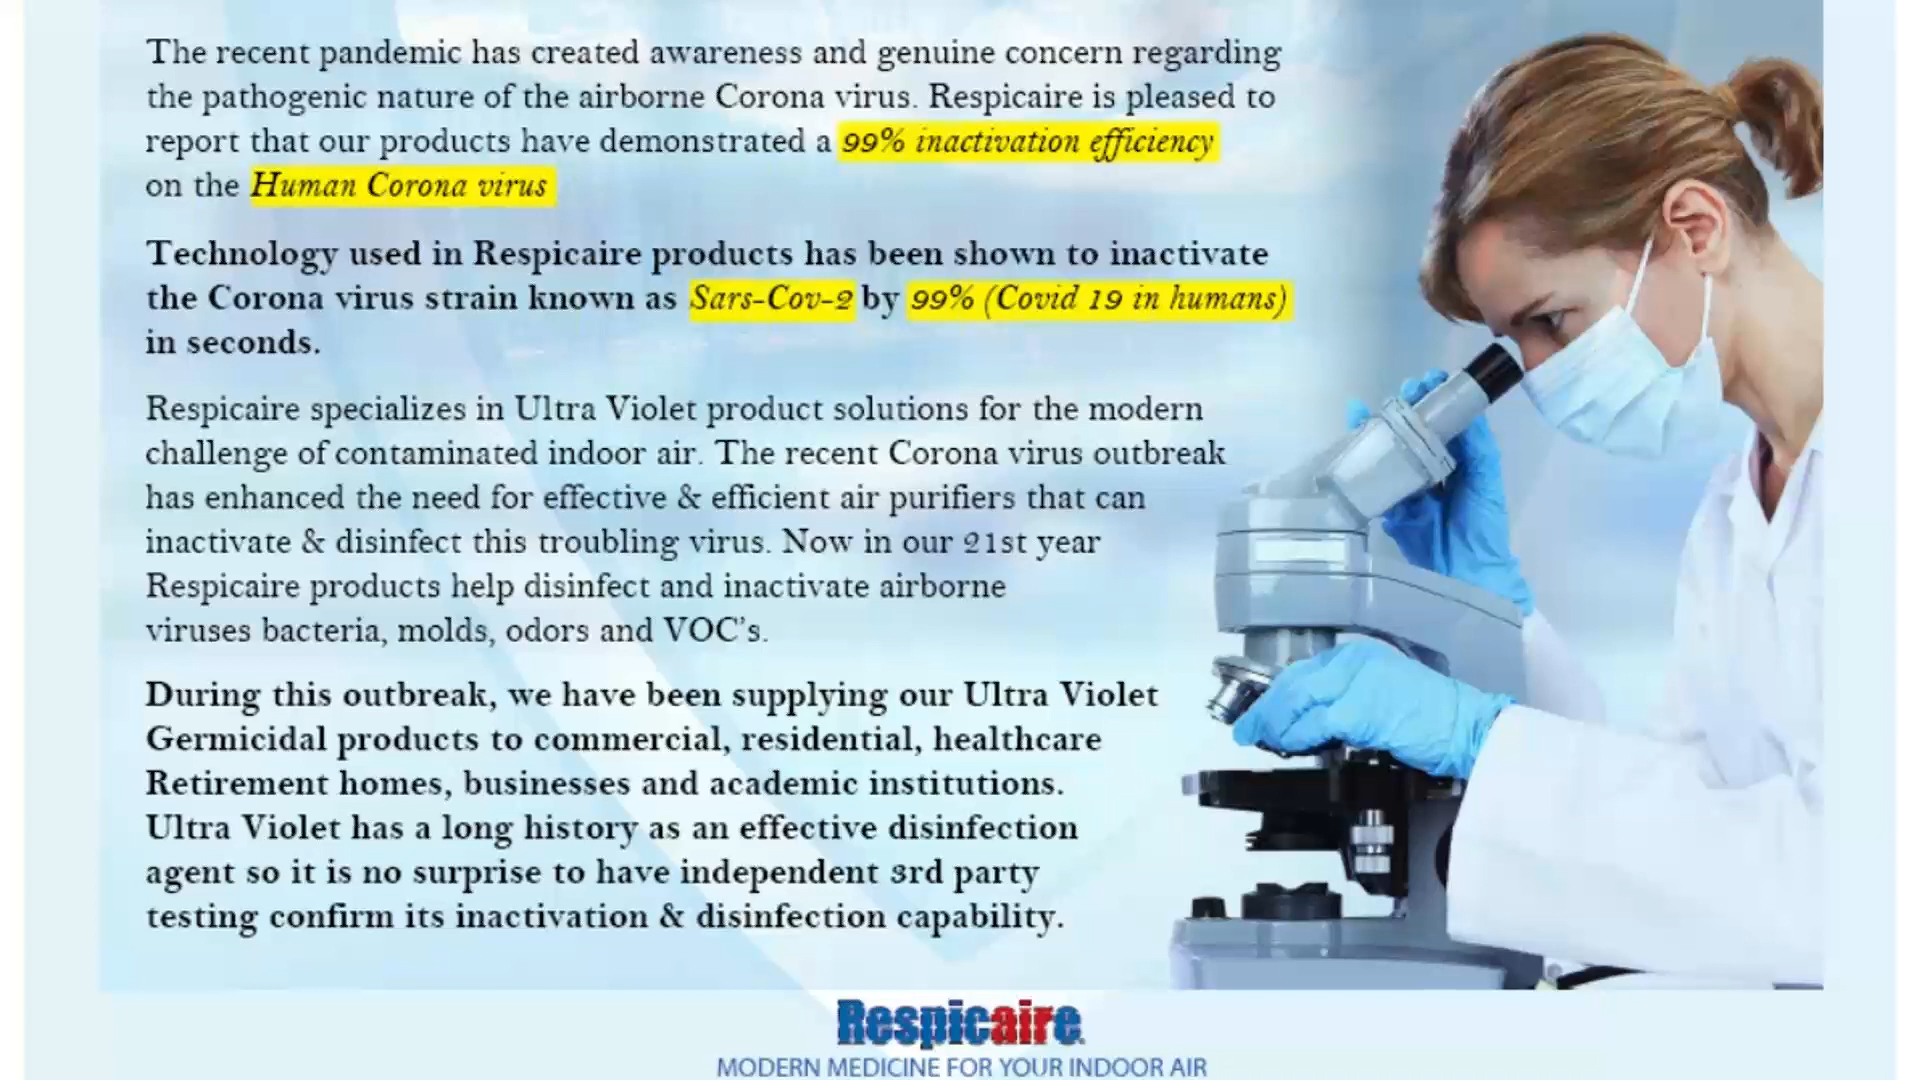 The recent pandemic has created awareness and genuine concern regarding
the pathogenic nature of the airborne Corona virus. Respicaire is pleased to
report that our products have demonstrated a 99% inactivation efficiency
on the Human Corona virus
Technology used in Respicaire products has been shown to inactivate
the Corona virus strain known as Sars-Cov-2 by 99% (Covid 19 in humans)
in seconds.
Respicaire specializes in Ultra Violet product solutions for the modern
challenge of contaminated indoor air. The recent Corona virus outbreak
has enhanced the need for effective & efficient air purifiers that can
inactivate & disinfect this troubling virus. Now in our 21st year
Respicaire products help disinfect and inactivate airborne
viruses bacteria, molds, odors and VOC's.
During this outbreak, we have been supplying our Ultra Violet
Germicidal products to commercial, residential, healthcare
Retirement homes, businesses and academic institutions.
Ultra Violet has a long history as an effective disinfection
agent so it is no surprise to have independent 3rd party
testing confirm its inactivation & disinfection capability.
Respicaire
MODERN MEDICINE FOR YOUR INDOOR AIR